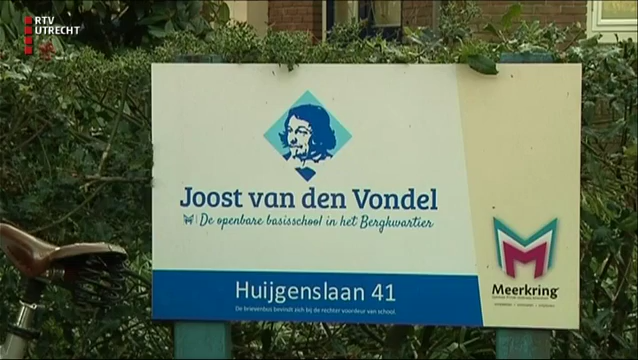 RTV
UTRECHT
Joost van den Vondel
De openbare basisschool in het Bergkwartier
Huijgenslaan 41
De brievenbus bevindt zich bij de rechter voordeur van school.
Meerkring